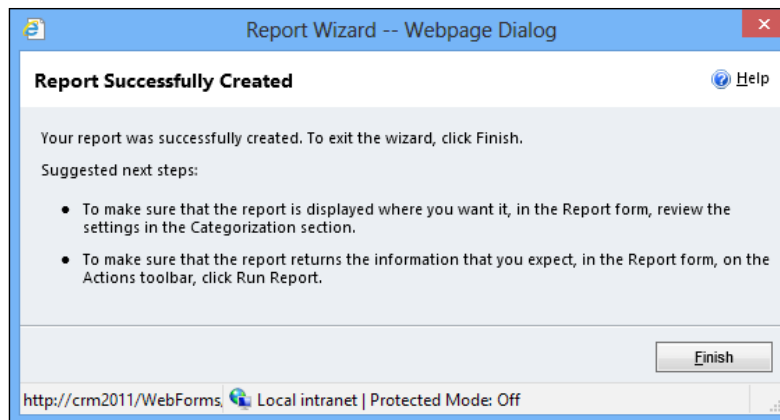 Report Wizard -- Webpage Dialog
Report Successfully Created
Help
Your report was successfully created. To exit the wizard, click Finish.
Suggested next steps:
• To make sure that the report is displayed where you want it, in the Report form, review the
settings in the Categorization section.
• To make sure that the report returns the information that you expect, in the Report form, on the
Actions toolbar, click Run Report.
Finish
http://crm2011/WebForms, Local intranet | Protected Mode: Off